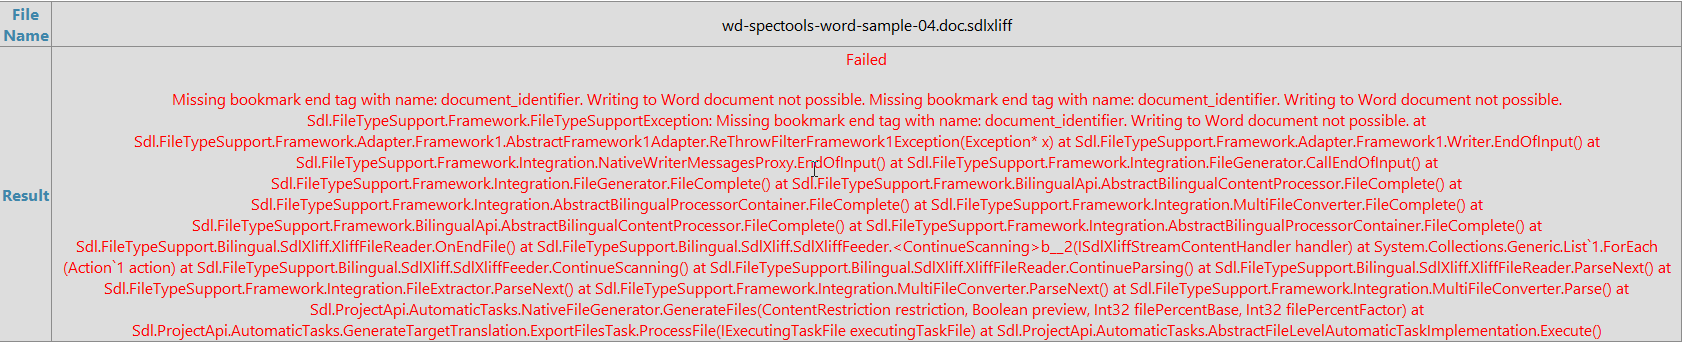 File Name
wd-spectools-word-sample-04.doc.sdlxliff
Result
Failed
Missing bookmark end tag with name: document_identifier. Writing to Word document not possible. Missing bookmark end tag with name: document_identifier. Writing to Word document not possible.
Sdl.FileTypeSupport.Framework.FileTypeSupportException: Missing bookmark end tag with name: document_identifier. Writing to Word document not possible. at
Sdl.FileTypeSupport.Framework.Adapter.Framework1.AbstractFramework1Adapter.ReThrowFilterFramework1Exception(Exception* x) at Sdl.FileTypeSupport.Framework.Adapter.Framework1.Writer.EndOfInput() at
Sdl.FileTypeSupport.Framework.Integration.NativeWriterMessagesProxy.EndOfInput() at Sdl.FileTypeSupport.Framework.Integration.FileGenerator.CallEndOfInput() at
Sdl.FileTypeSupport.Framework.Integration.FileGenerator.FileComplete() at Sdl.FileTypeSupport.Framework.BilingualApi.AbstractBilingualContentProcessor.FileComplete() at
Sdl.FileTypeSupport.Framework.Integration.AbstractBilingualProcessorContainer.FileComplete() at Sdl.FileTypeSupport.Framework.Integration.MultiFileConverter.FileComplete() at
Sdl.FileTypeSupport.Framework.BilingualApi.AbstractBilingualContentProcessor.FileComplete() at Sdl.FileTypeSupport.Framework.Integration.AbstractBilingualProcessorContainer.FileComplete() at
Sdl.FileTypeSupport.Bilingual.SdlXliff.XliffFileReader.OnEndFile() at Sdl.FileTypeSupport.Bilingual.SdlXliff.SdlXliffFeeder.<ContinueScanning>b__2(ISdlXliffStreamContentHandler handler) at System.Collections.Generic.List`1.ForEach
(Action`1 action) at Sdl.FileTypeSupport.Bilingual.SdlXliff.SdlXliffFeeder.ContinueScanning() at Sdl.FileTypeSupport.Bilingual.SdlXliff.XliffFileReader.ContinueParsing() at Sdl.FileTypeSupport.Bilingual.SdlXliff.XliffFileReader.ParseNext() at
Sdl.FileTypeSupport.Framework.Integration.FileExtractor.ParseNext() at Sdl.FileTypeSupport.Framework.Integration.MultiFileConverter.ParseNext() at Sdl.FileTypeSupport.Framework.Integration.MultiFileConverter.Parse() at
Sdl.ProjectApi.AutomaticTasks.NativeFileGenerator.GenerateFiles(ContentRestriction restriction, Boolean preview, Int32 filePercentBase, Int32 filePercentFactor) at
Sdl.ProjectApi.AutomaticTasks.GenerateTargetTranslation.ExportFilesTask.ProcessFile(IExecutingTaskFile executingTaskFile) at Sdl.ProjectApi.AutomaticTasks.AbstractFileLevelAutomaticTaskImplementation.Execute()